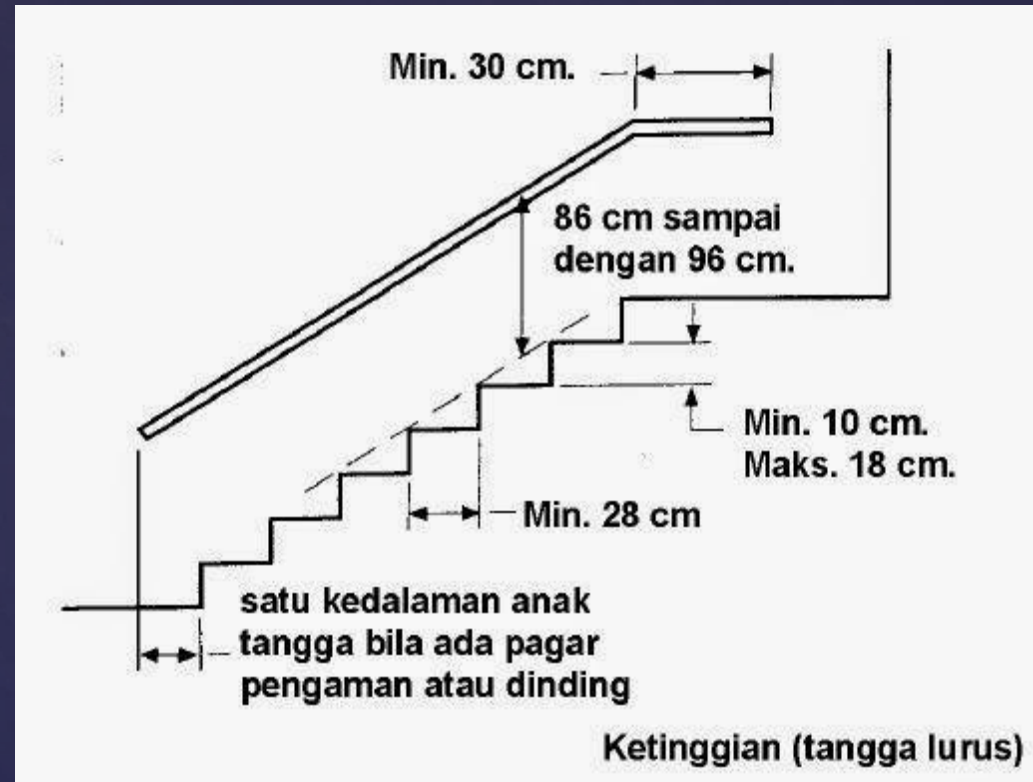 Min. 30 cm.
86 cm sampai
dengan 96 cm.
Min. 10 cm.
Maks. 18 cm.
Min. 28 cm
satu kedalaman anak
tangga bila ada pagar
pengaman atau dinding
Ketinggian (tangga lurus)